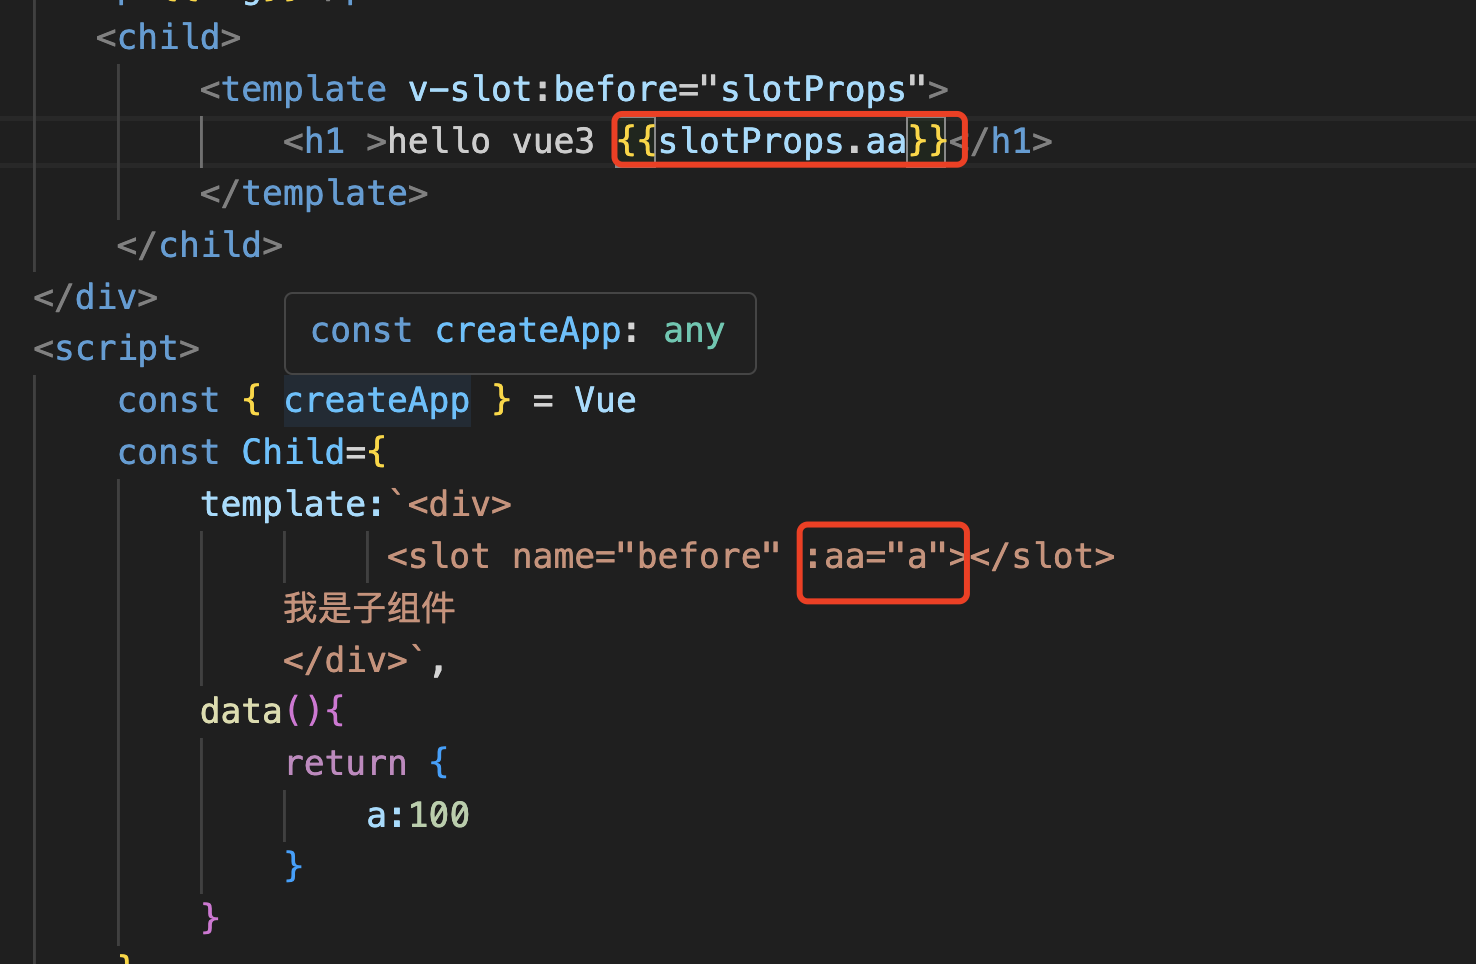 <child>
<template v-slot:before="slotProps">
<h1 >hello vue3 {{slotProps.aa}}</h1>
</template>
</child>
</div>
const createApp: any
<script>
const { createApp } = Vue
const Child={
template:`<div>
<slot name="before" :aa="a"></slot>
我是子组件
</div>`,
data(){
return {
a:100
}
}